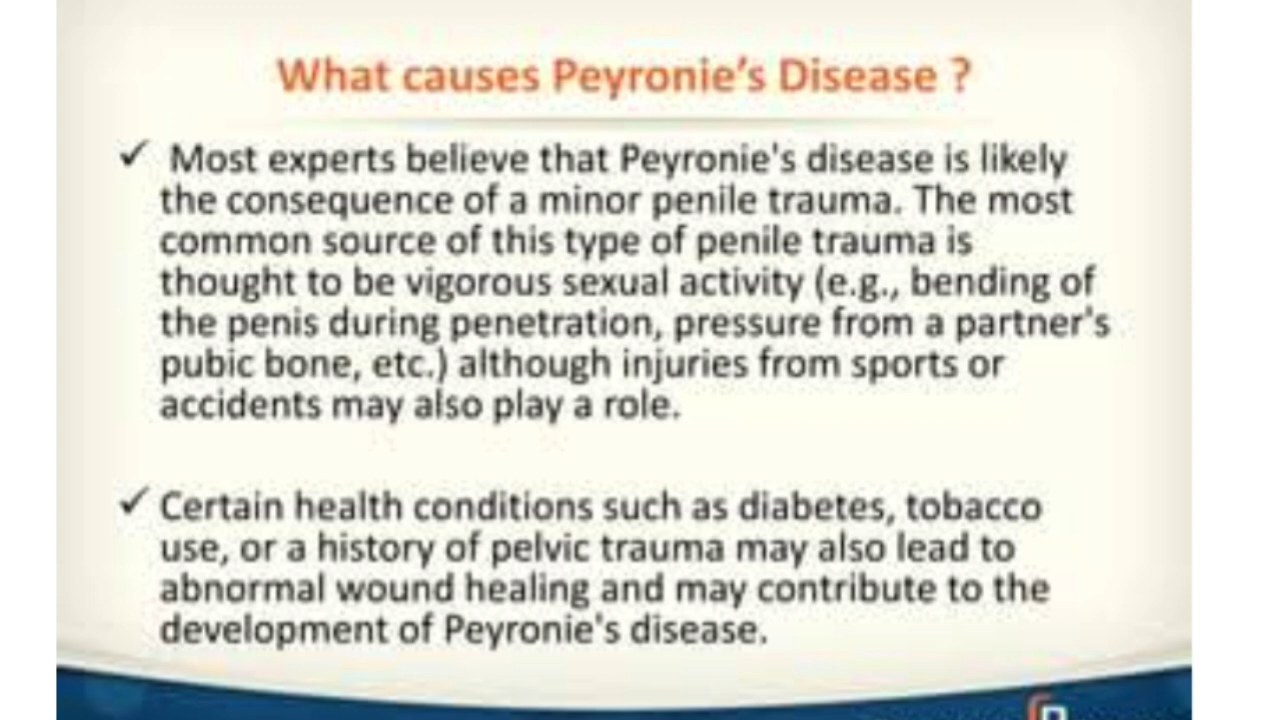 What causes Peyronie’s Disease ?
✓ Most experts believe that Peyronie's disease is likely
the consequence of a minor penile trauma. The most
common source of this type of penile trauma is
thought to be vigorous sexual activity (e.g., bending of
the penis during penetration, pressure from a partner's
pubic bone, etc.) although injuries from sports or
accidents may also play a role.
✓ Certain health conditions such as diabetes, tobacco
use, or a history of pelvic trauma may also lead to
abnormal wound healing and may contribute to the
development of Peyronie's disease.